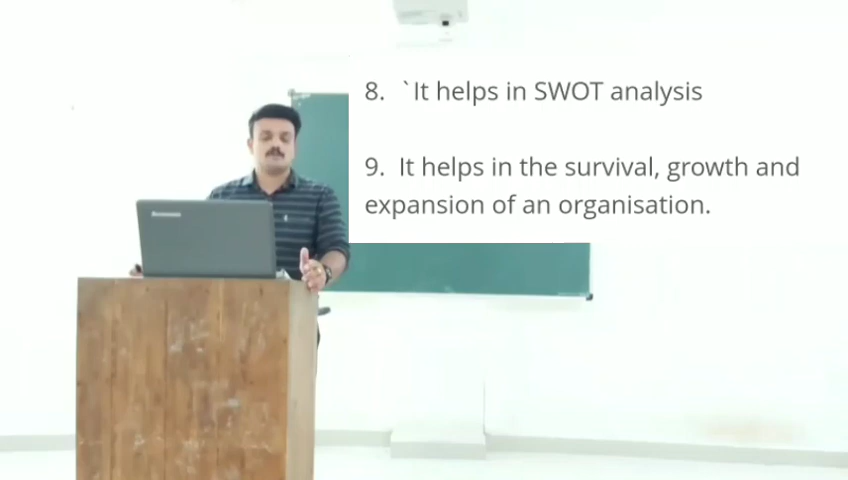 8. `It helps in SWOT analysis
9. It helps in the survival, growth and
expansion of an organisation.